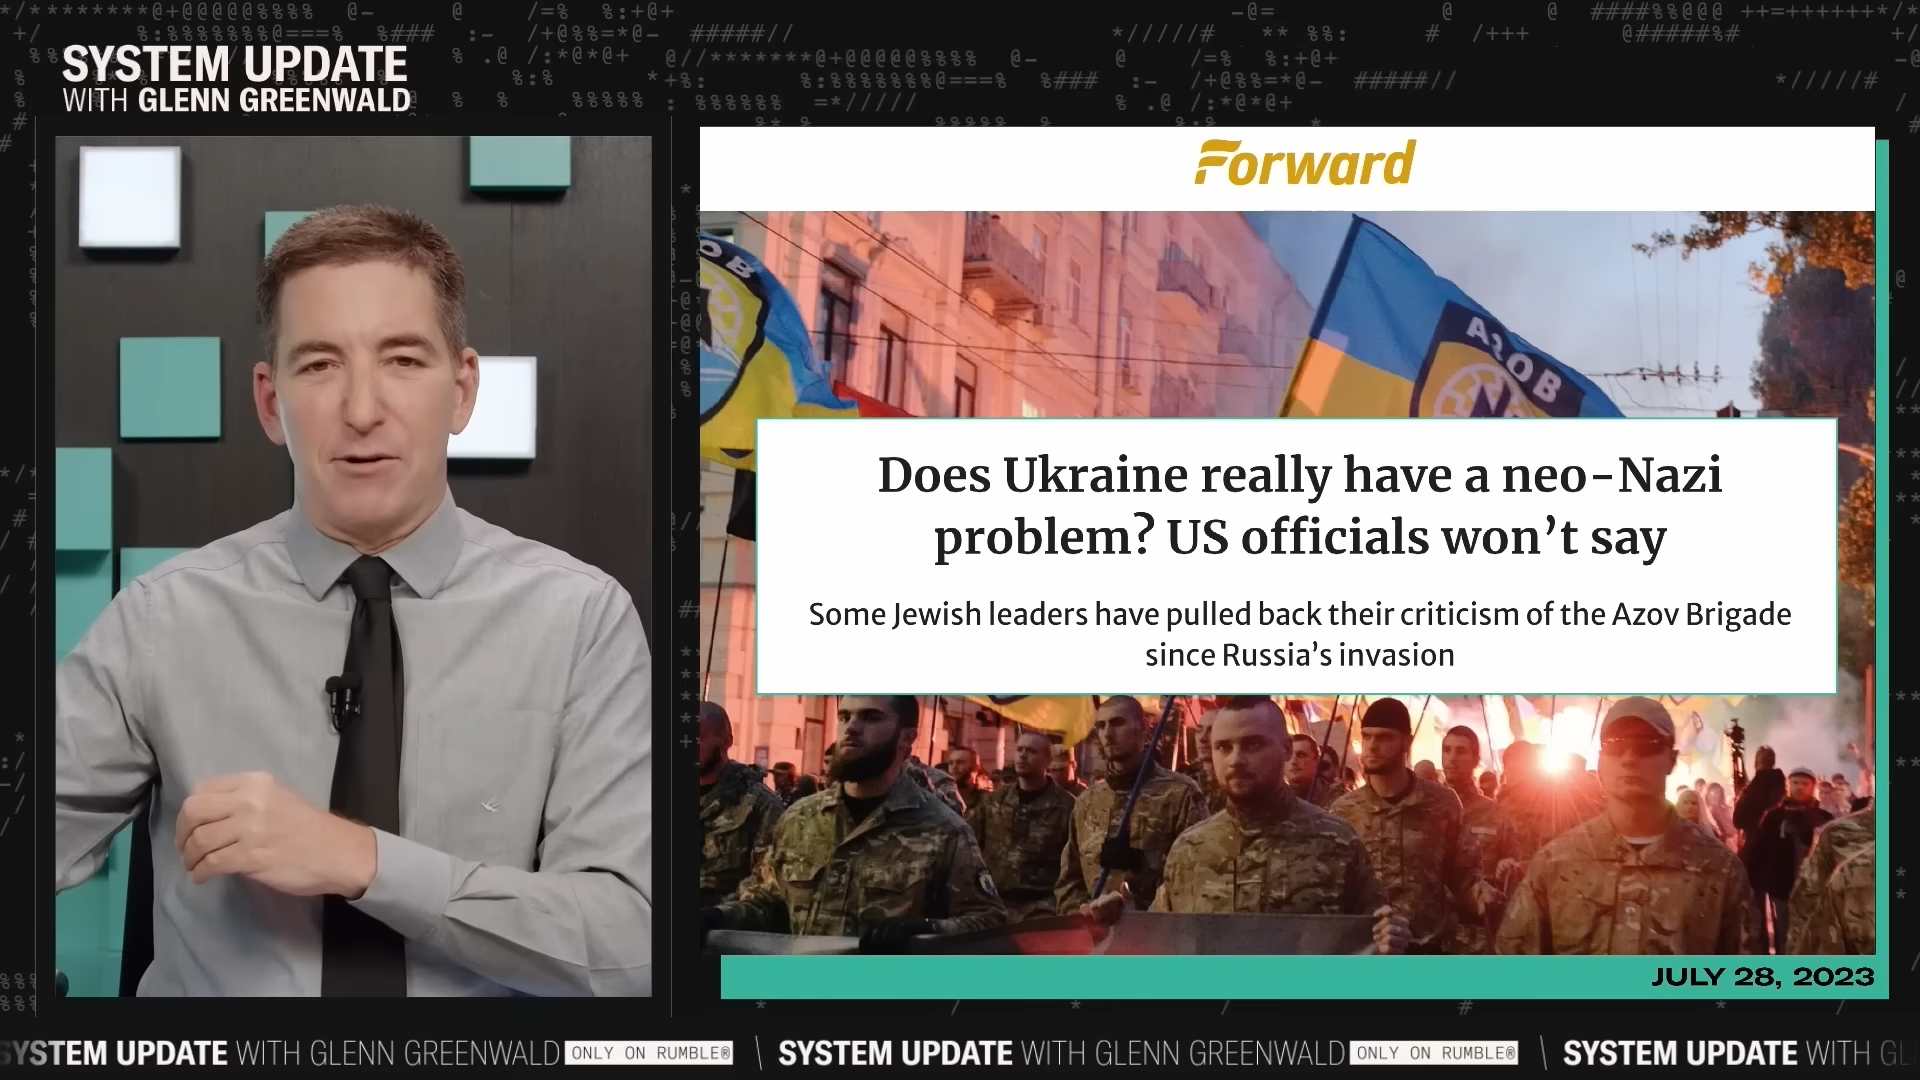 SYSTEM UPDATE
WITH GLENN GREENWALD
Forward
AZOV
Does Ukraine really have a neo-Nazi
problem? US officials won't say
Some Jewish leaders have pulled back their criticism of the Azov Brigade
since Russia's invasion
JULY 28, 2023
SYSTEM UPDATE WITH GLENN GREENWALD ONLY ON RUMBLE® \ SYSTEM UPDATE WITH GLENN GREENWALD ONLY ON RUMBLE® \ SYSTEM UPDATE WITH